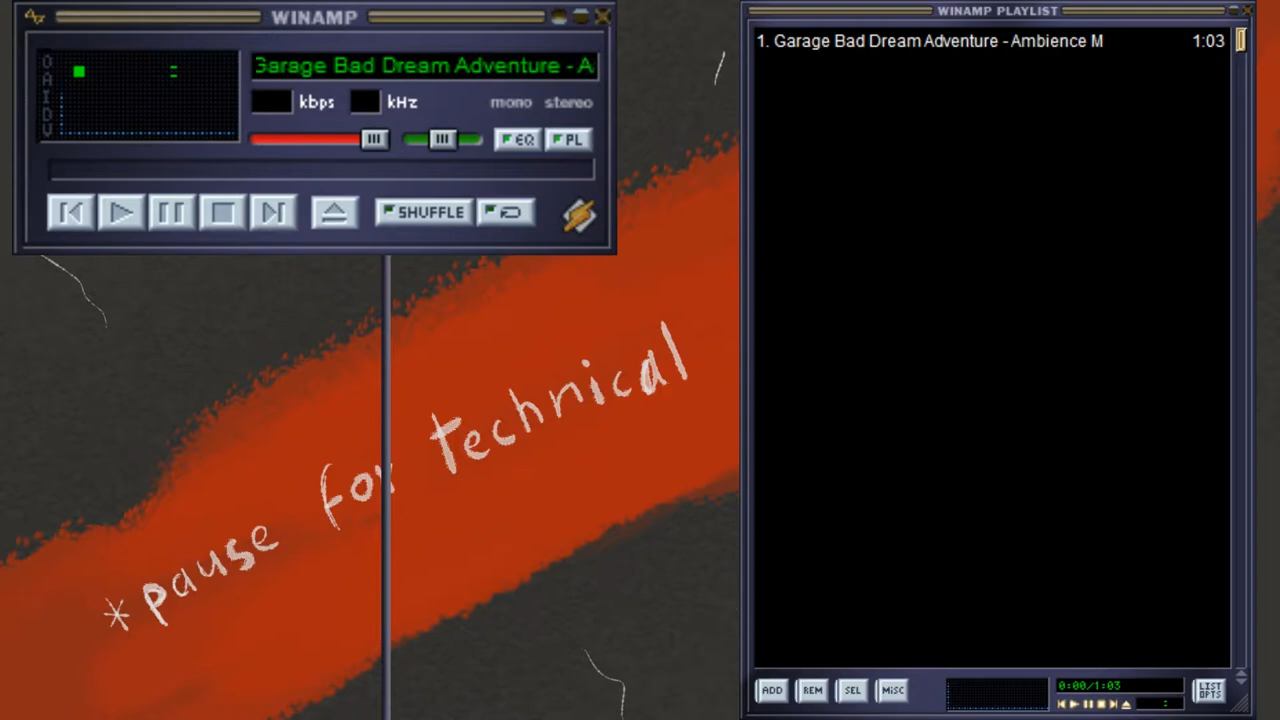 WINAMP
O
A
I
D
V
Garage Bad Dream Adventure - A
kbps
kHz
mono
stereo
EQ
PL
SHUFFLE
*pause for technical
WINAMP PLAYLIST
1. Garage Bad Dream Adventure - Ambience M 1:03
ADD
REM
SEL
MISC
0:00/1:03
LIST
OPTS